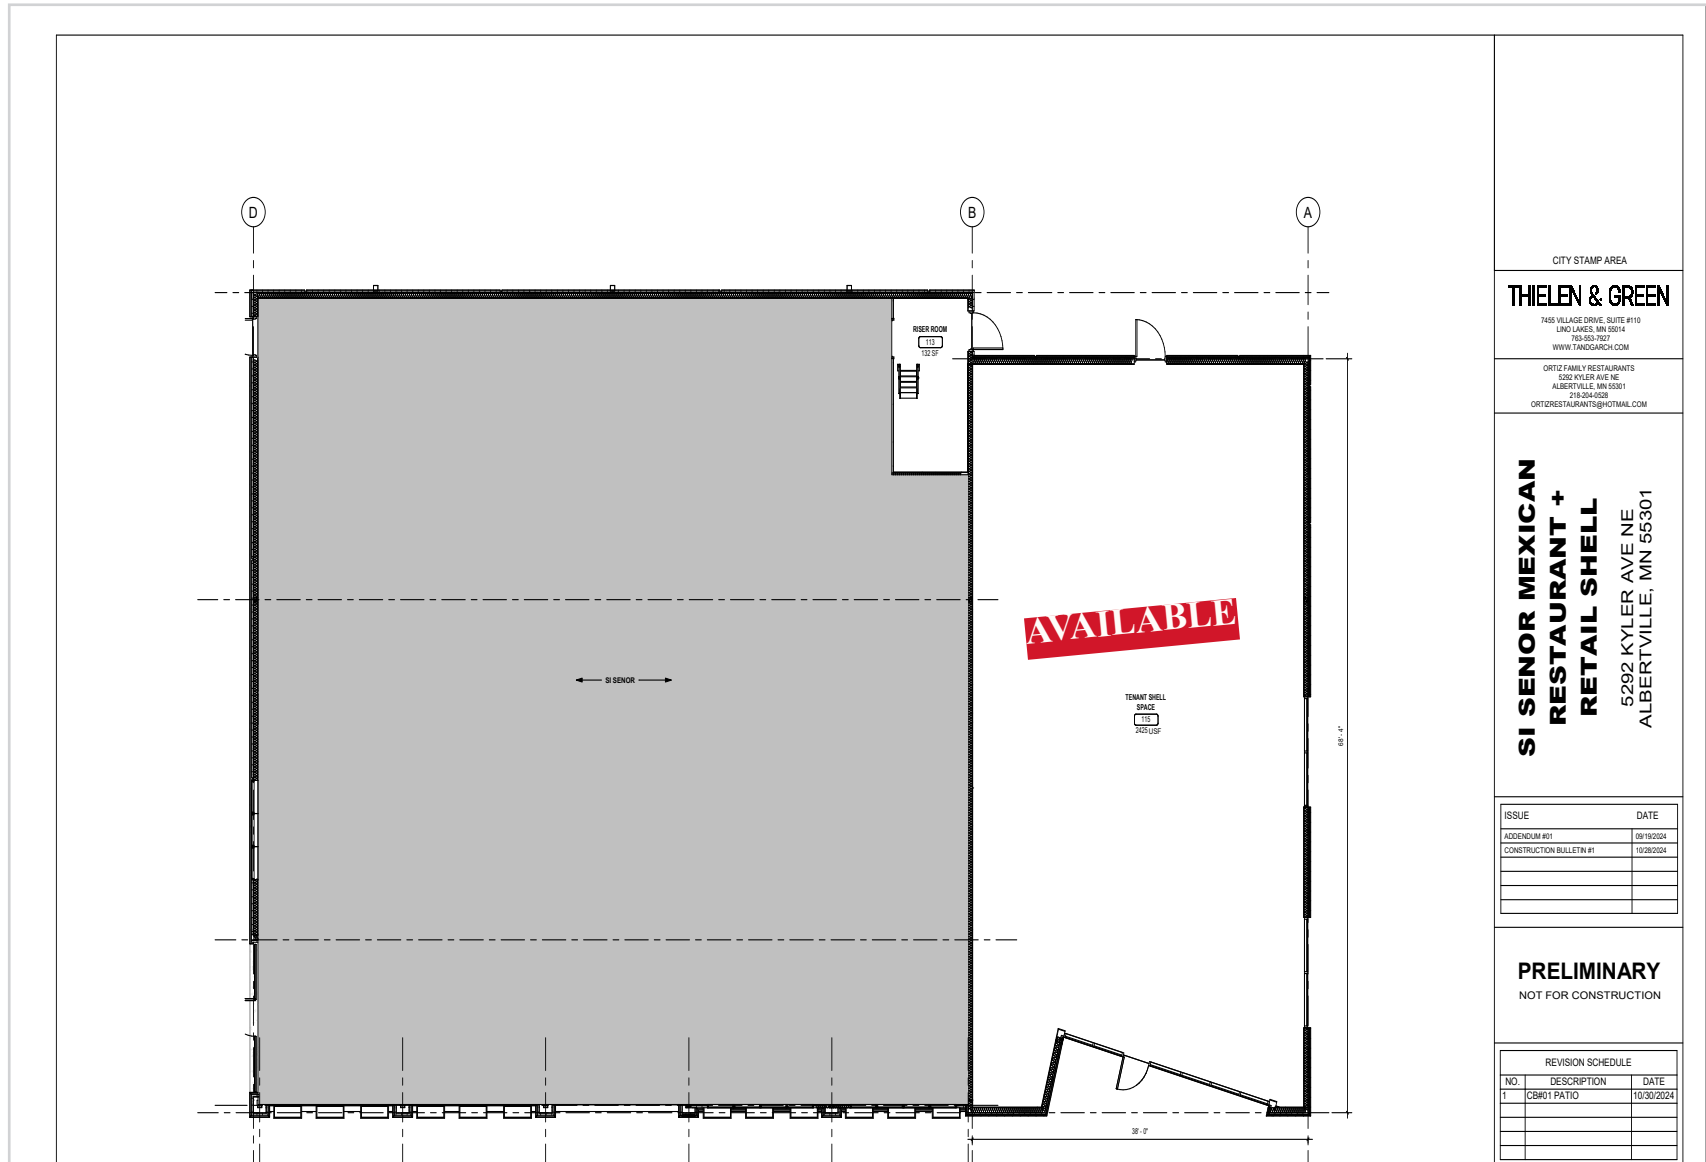 D
B
A
RISER ROOM
113
132 SF
AVAILABLE
SI SENOR
TENANT SHELL
SPACE
115
2425 USF
68' - 4"
38' - 0"
CITY STAMP AREA
THIELEN & GREEN
7455 VILLAGE DRIVE, SUITE #110
LINO LAKES, MN 55014
763-553-7927
WWW.TANDGARCH.COM
ORTIZ FAMILY RESTAURANTS
5292 KYLER AVE NE
ALBERTVILLE, MN 55301
218-204-0528
ORTIZRESTAURANTS@HOTMAIL.COM
SI SENOR MEXICAN
RESTAURANT +
RETAIL SHELL
5292 KYLER AVE NE
ALBERTVILLE, MN 55301
ISSUE DATE
ADDENDUM #01 09/19/2024
CONSTRUCTION BULLETIN #1 10/28/2024
PRELIMINARY
NOT FOR CONSTRUCTION
REVISION SCHEDULE
NO. DESCRIPTION DATE
1 CB#01 PATIO 10/30/2024